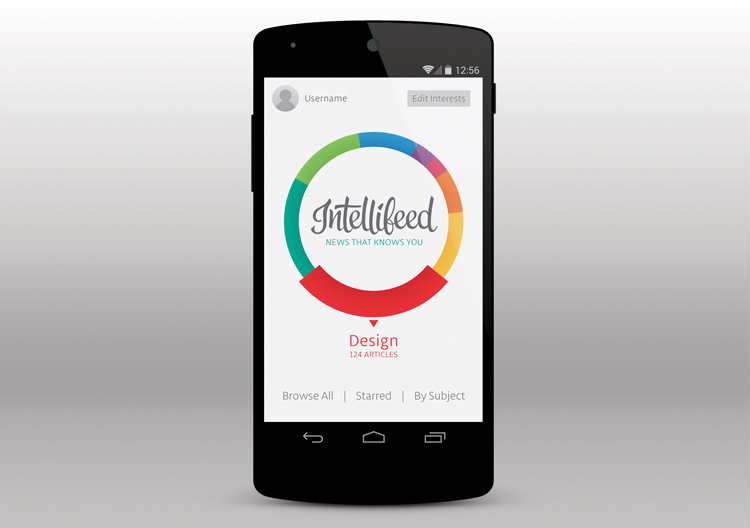 12:56
Username
Edit Interests
Intellifeed
NEWS THAT KNOWS YOU
Design
124 ARTICLES
Browse All | Starred | By Subject